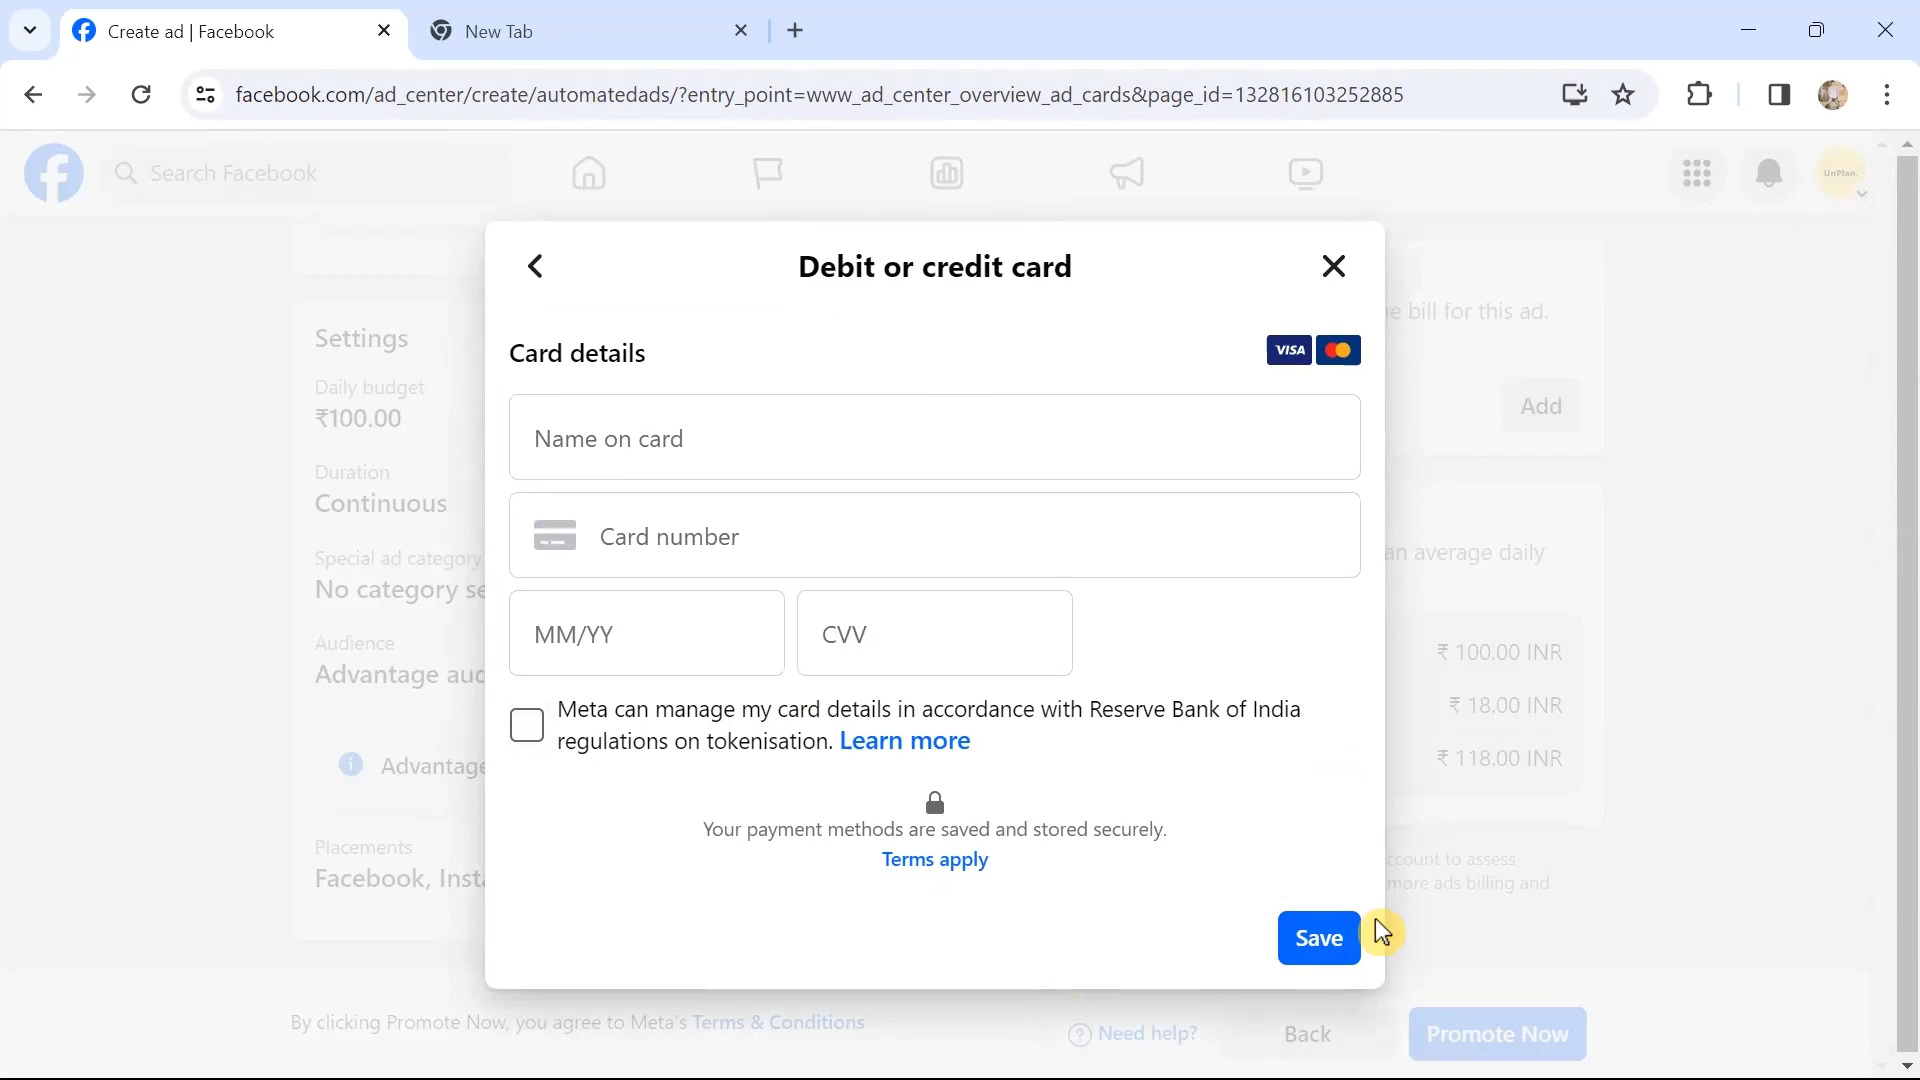 Create ad | Facebook
New Tab
facebook.com/ad_center/create/automatedads/?entry_point=www_ad_center_overview_ad_cards&page_id=132816103252885
Search Facebook
UnPlan.
Debit or credit card
Card details
VISA
Name on card
Card number
MM/YY
CVV
Meta can manage my card details in accordance with Reserve Bank of India
regulations on tokenisation. Learn more
Your payment methods are saved and stored securely.
Terms apply
Save
Settings
Daily budget
₹100.00
Duration
Continuous
Special ad category
No category se
Audience
Advantage aud
Advantage
Placements
Facebook, Insta
e bill for this ad.
Add
an average daily
₹ 100.00 INR
₹ 18.00 INR
₹ 118.00 INR
ccount to assess
more ads billing and
By clicking Promote Now, you agree to Meta's Terms & Conditions
Need help?
Back
Promote Now